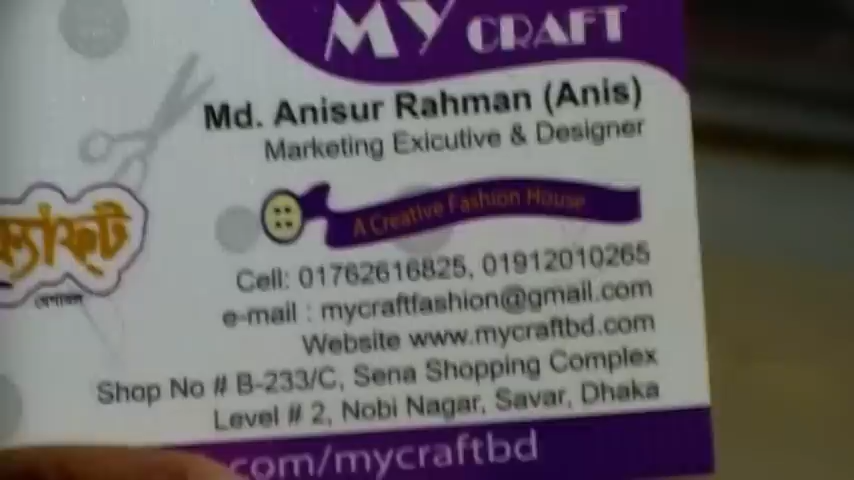 MY CRAFT
Md. Anisur Rahman (Anis)
Marketing Exicutive & Designer
A Creative Fashion House
Cell: 01762616825, 01912010265
e-mail : mycraftfashion@gmail.com
Website www.mycraftbd.com
Shop No # B-233/C, Sena Shopping Complex
Level # 2, Nobi Nagar, Savar, Dhaka
.com/mycraftbd